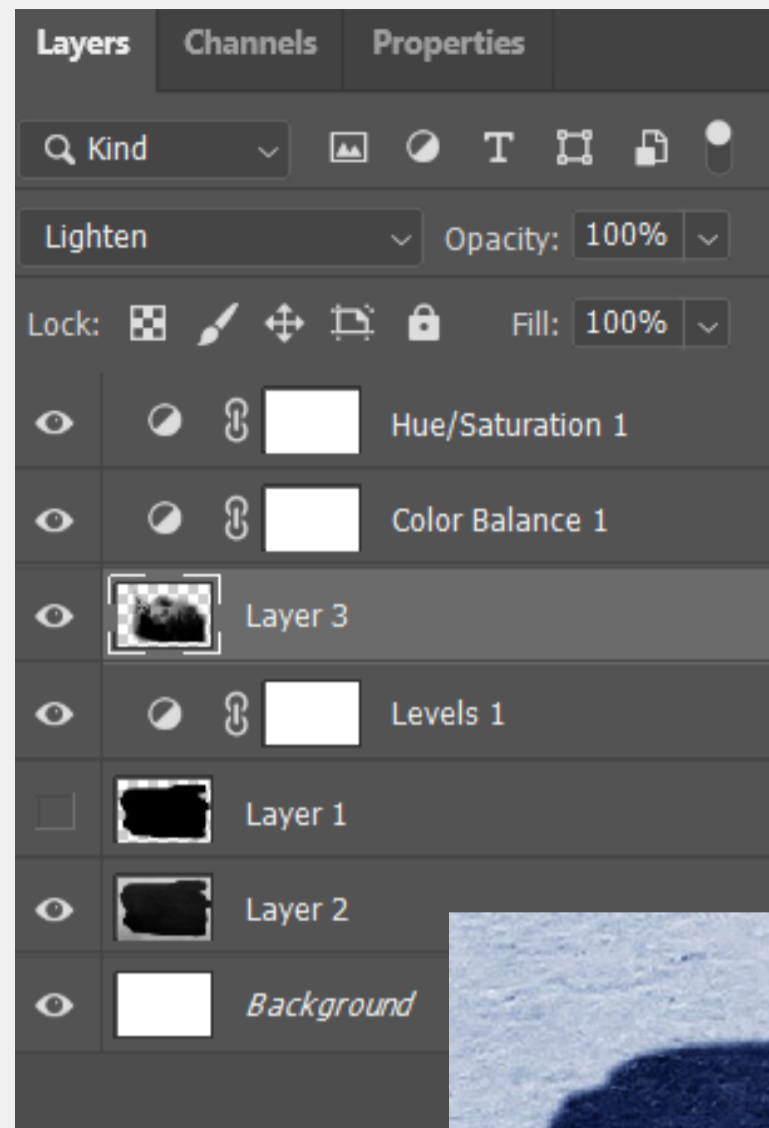 Layers Channels Properties
Kind T
Lighten Opacity: 100%
Lock: Fill: 100%
Hue/Saturation 1
Color Balance 1
Layer 3
Levels 1
Layer 1
Layer 2
Background